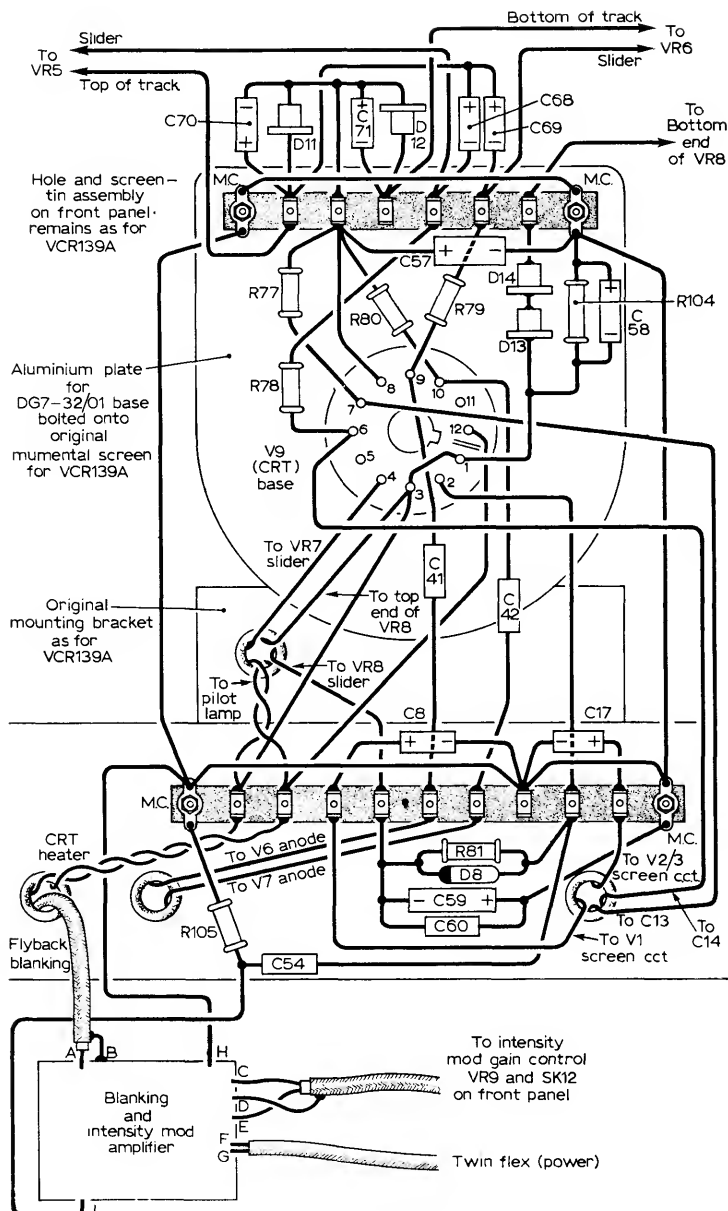 Slider
To
VR5
Top of track
Bottom of track
To
VR6
Slider
C70
D11
C
71
D
12
C68
C69
To
Bottom
end
of VR8
Hole and screen-
tin assembly
on front panel·
remains as for
VCR139A
M.C.
M.C.
C57
+
-
D14
D13
R104
C
58
R77
R80
R79
R78
Aluminium plate
for
DG7-32/01 base
bolted onto
original
mumental screen
for VCR139A
7
8
9
10
11
12
6
5
4
3
2
1
V9
(CRT)
base
To VR7
slider
C
41
C
42
To top
end of
VR8
Original
mounting bracket
as for
VCR139A
To VR8
slider
To
pilot
lamp
C8
+ -
C17
- +
M.C.
M.C.
CRT
heater
To V6 anode
To V7 anode
R81
D8
- C59 +
C60
To V2/3
screen cct
To C13
To
C14
To V1
screen cct
R105
C54
Flyback
blanking
A
B
H
C
D
E
F
G
Blanking
and
intensity mod
amplifier
To intensity
mod gain control
VR9 and SK12
on front panel
Twin flex (power)